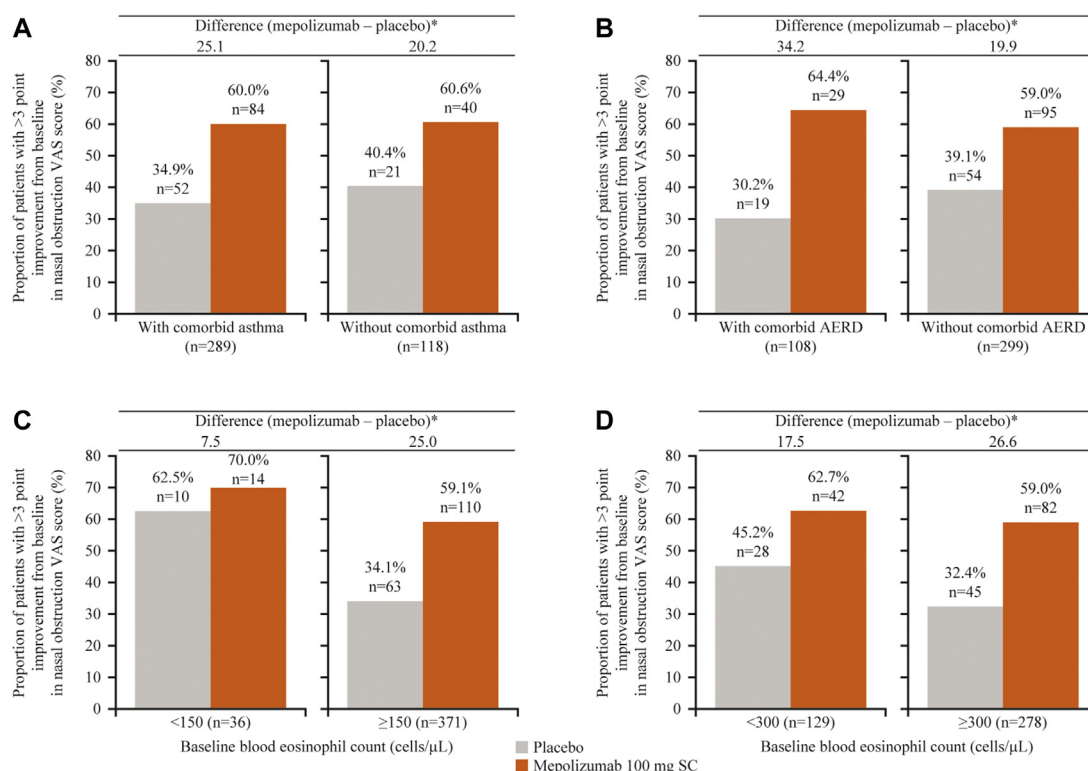 A
Difference (mepolizumab – placebo)*
25.1 20.2
Proportion of patients with >3 point
improvement from baseline
in nasal obstruction VAS score (%)
80
70
60
50
40
30
20
10
0
34.9%
n=52
60.0%
n=84
40.4%
n=21
60.6%
n=40
With comorbid asthma
(n=289)
Without comorbid asthma
(n=118)
B
Difference (mepolizumab – placebo)*
34.2 19.9
Proportion of patients with >3 point
improvement from baseline
in nasal obstruction VAS score (%)
80
70
60
50
40
30
20
10
0
30.2%
n=19
64.4%
n=29
39.1%
n=54
59.0%
n=95
With comorbid AERD
(n=108)
Without comorbid AERD
(n=299)
C
Difference (mepolizumab – placebo)*
7.5 25.0
Proportion of patients with >3 point
improvement from baseline
in nasal obstruction VAS score (%)
80
70
60
50
40
30
20
10
0
62.5%
n=10
70.0%
n=14
34.1%
n=63
59.1%
n=110
<150 (n=36)
≥150 (n=371)
Baseline blood eosinophil count (cells/μL)
D
Difference (mepolizumab – placebo)*
17.5 26.6
Proportion of patients with >3 point
improvement from baseline
in nasal obstruction VAS score (%)
80
70
60
50
40
30
20
10
0
45.2%
n=28
62.7%
n=42
32.4%
n=45
59.0%
n=82
<300 (n=129)
≥300 (n=278)
Baseline blood eosinophil count (cells/μL)
Placebo
Mepolizumab 100 mg SC